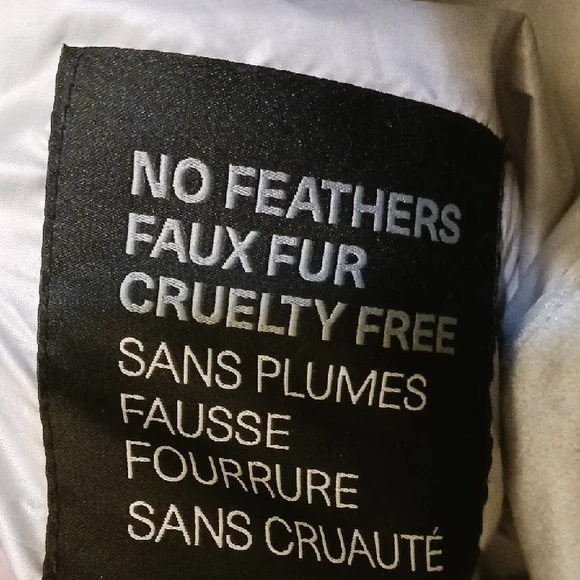 NO FEATHERS
FAUX FUR
CRUELTY FREE
SANS PLUMES
FAUSSE
FOURRURE
SANS CRUAUTÉ